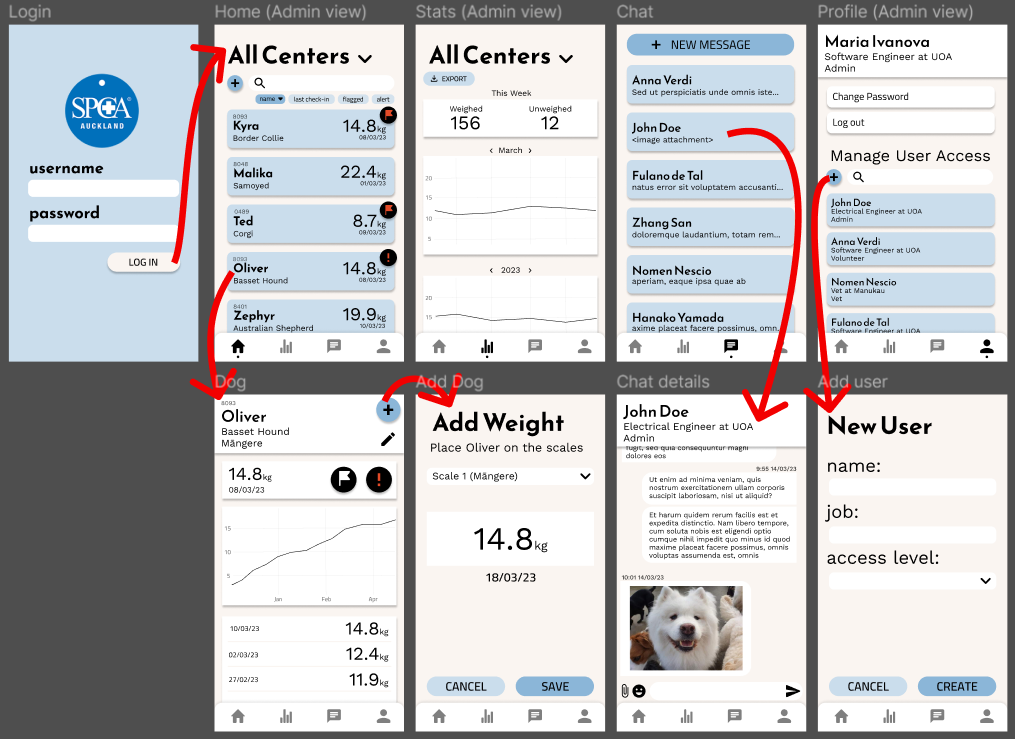 Login
SPCA
AUCKLAND
username
password
LOG IN
Home (Admin view)
All Centers
name
last check-in
flagged
alert
8093
Kyra
Border Collie
14.8kg
08/03/23
8046
Malika
Samoyed
22.4kg
01/03/23
0489
Ted
Corgi
8.7kg
09/03/23
8093
Oliver
Basset Hound
14.8kg
08/03/23
8401
Zephyr
Australian Shepherd
19.9kg
10/03/23
Stats (Admin view)
All Centers
EXPORT
This Week
Weighed
156
Unweighed
12
< March >
20
15
10
5
< 2023 >
20
15
Chat
+ NEW MESSAGE
Anna Verdi
Sed ut perspiciatis unde omnis iste...
John Doe
<image attachment>
Fulano de Tal
natus error sit voluptatem accusanti...
Zhang San
doloremque laudantium, totam rem...
Nomen Nescio
aperiam, eaque ipsa quae ab
Hanako Yamada
axime placeat facere possimus, omn...
Profile (Admin view)
Maria Ivanova
Software Engineer at UOA
Admin
Change Password
Log out
Manage User Access
John Doe
Electrical Engineer at UOA
Admin
Anna Verdi
Software Engineer at UOA
Volunteer
Nomen Nescio
Vet at Manukau
Vet
Fulano de Tal
Software Engineer at UOA
Dog
8093
Oliver
Basset Hound
Māngere
14.8kg
08/03/23
15
10
5
Jan
Feb
Apr
10/03/23
14.8kg
02/03/23
12.4kg
27/02/23
11.9kg
Add Dog
Add Weight
Place Oliver on the scales
Scale 1 (Māngere)
14.8kg
18/03/23
CANCEL
SAVE
Chat details
John Doe
Electrical Engineer at UOA
Admin
fugit, sed quia consequuntur magni
dolores eos
9:55 14/03/23
Ut enim ad minima veniam, quis
nostrum exercitationem ullam corporis
suscipit laboriosam, nisi ut aliquid?
Et harum quidem rerum facilis est et
expedita distinctio. Nam libero tempore,
cum soluta nobis est eligendi optio
cumque nihil impedit quo minus id quod
maxime placeat facere possimus, omnis
voluptas assumenda est, omnis
10:01 14/03/23
Add user
New User
name:
job:
access level:
CANCEL
CREATE